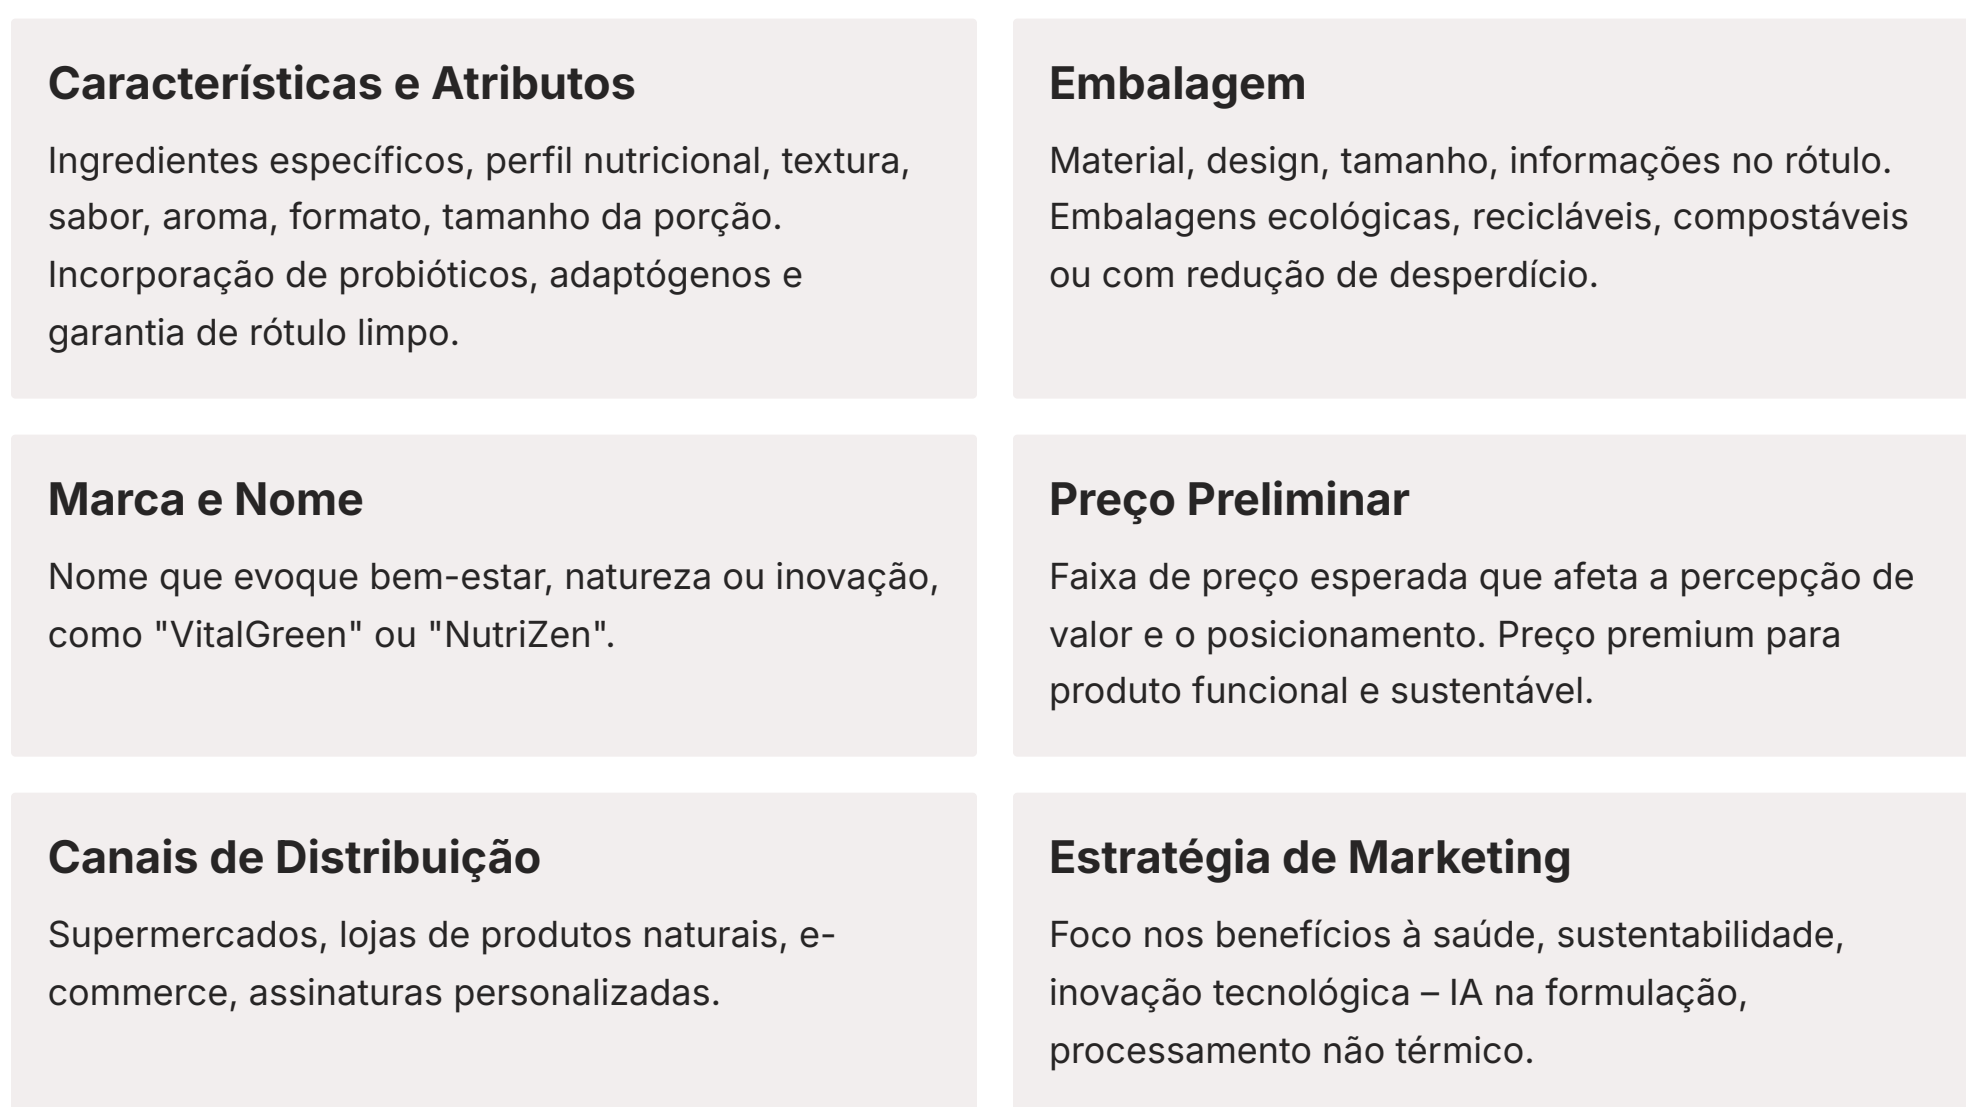 Características e Atributos
Ingredientes específicos, perfil nutricional, textura,
sabor, aroma, formato, tamanho da porção.
Incorporação de probióticos, adaptógenos e
garantia de rótulo limpo.
Embalagem
Material, design, tamanho, informações no rótulo.
Embalagens ecológicas, recicláveis, compostáveis
ou com redução de desperdício.
Marca e Nome
Nome que evoque bem-estar, natureza ou inovação,
como "VitalGreen" ou "NutriZen".
Preço Preliminar
Faixa de preço esperada que afeta a percepção de
valor e o posicionamento. Preço premium para
produto funcional e sustentável.
Canais de Distribuição
Supermercados, lojas de produtos naturais, e-
commerce, assinaturas personalizadas.
Estratégia de Marketing
Foco nos benefícios à saúde, sustentabilidade,
inovação tecnológica – IA na formulação,
processamento não térmico.